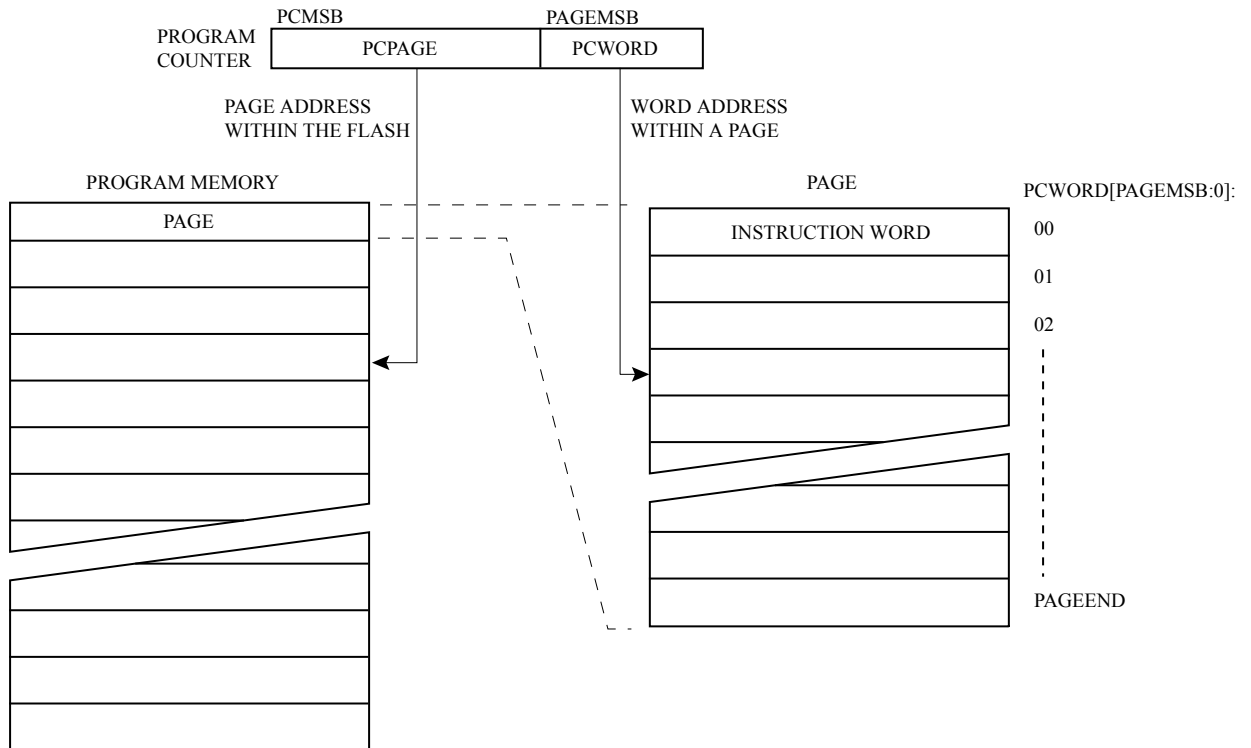 PCMSB
PAGEMSB
PROGRAM
COUNTER
PCPAGE
PCWORD
PAGE ADDRESS
WITHIN THE FLASH
WORD ADDRESS
WITHIN A PAGE
PROGRAM MEMORY
PAGE
PAGE
PCWORD[PAGEMSB:0]:
INSTRUCTION WORD
00
01
02
PAGEEND